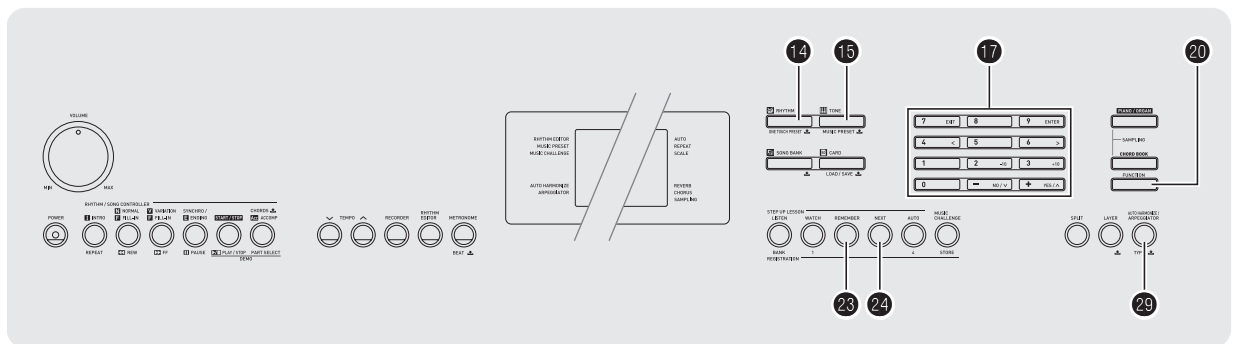 14 15 17 20
VOLUME
MIN MAX
RHYTHM / SONG CONTROLLER
POWER
I INTRO
REPEAT
N NORMAL
F FILL-IN
REW
V VARIATION
F FILL-IN
FF
SYNCHRO /
E ENDING
PAUSE
START / STOP
PLAY / STOP
CHORDS
ACCOMP
PART SELECT
DEMO
TEMPO
RECORDER
RHYTHM
EDITOR
METRONOME
BEAT
RHYTHM EDITOR
MUSIC PRESET
MUSIC CHALLENGE
AUTO HARMONIZE
ARPEGGIATOR
AUTO
REPEAT
SCALE
REVERB
CHORUS
SAMPLING
RHYTHM
ONE TOUCH PRESET
TONE
MUSIC PRESET
SONG BANK
CARD
LOAD / SAVE
7 EXIT 8 9 ENTER
4 < 5 6 >
1 2 -10 3 +10
0 − NO / ∨ + YES / ∧
PIANO / ORGAN
SAMPLING
CHORD BOOK
FUNCTION
STEP UP LESSON
LISTEN WATCH REMEMBER NEXT AUTO
MUSIC
CHALLENGE
BANK 1 4 STORE
REGISTRATION
SPLIT LAYER
AUTO HARMONIZE /
ARPEGGIATOR
23 24 29